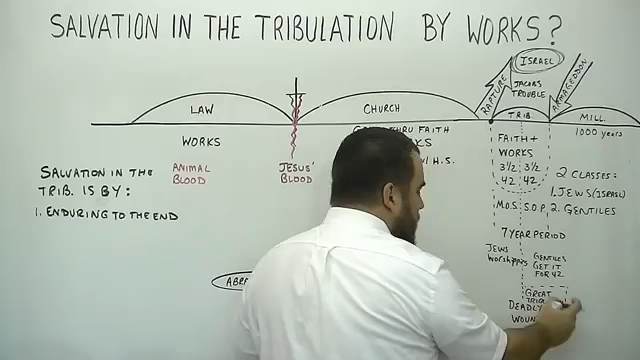 SALVATION IN THE TRIBULATION BY WORKS?
ISRAEL
JACOBS
TROUBLE
RAPTURE
ARMAGEDDON
LAW
CHURCH
TRIB.
MILL.
1000 YEARS
WORKS
THRU FAITH
W/ H.S.
FAITH +
WORKS
3½ 3½
42 42
ANIMAL
BLOOD
JESUS'
BLOOD
SALVATION IN THE
TRIB. IS BY:
1. ENDURING TO THE END
2 CLASSES:
1. JEWS (ISRAEL)
2. GENTILES
M.O.S. S.O.P.
7 YEAR PERIOD
JEWS
GENTILES
GET IT
FOR 42
GREAT
DEADLY
ABRA